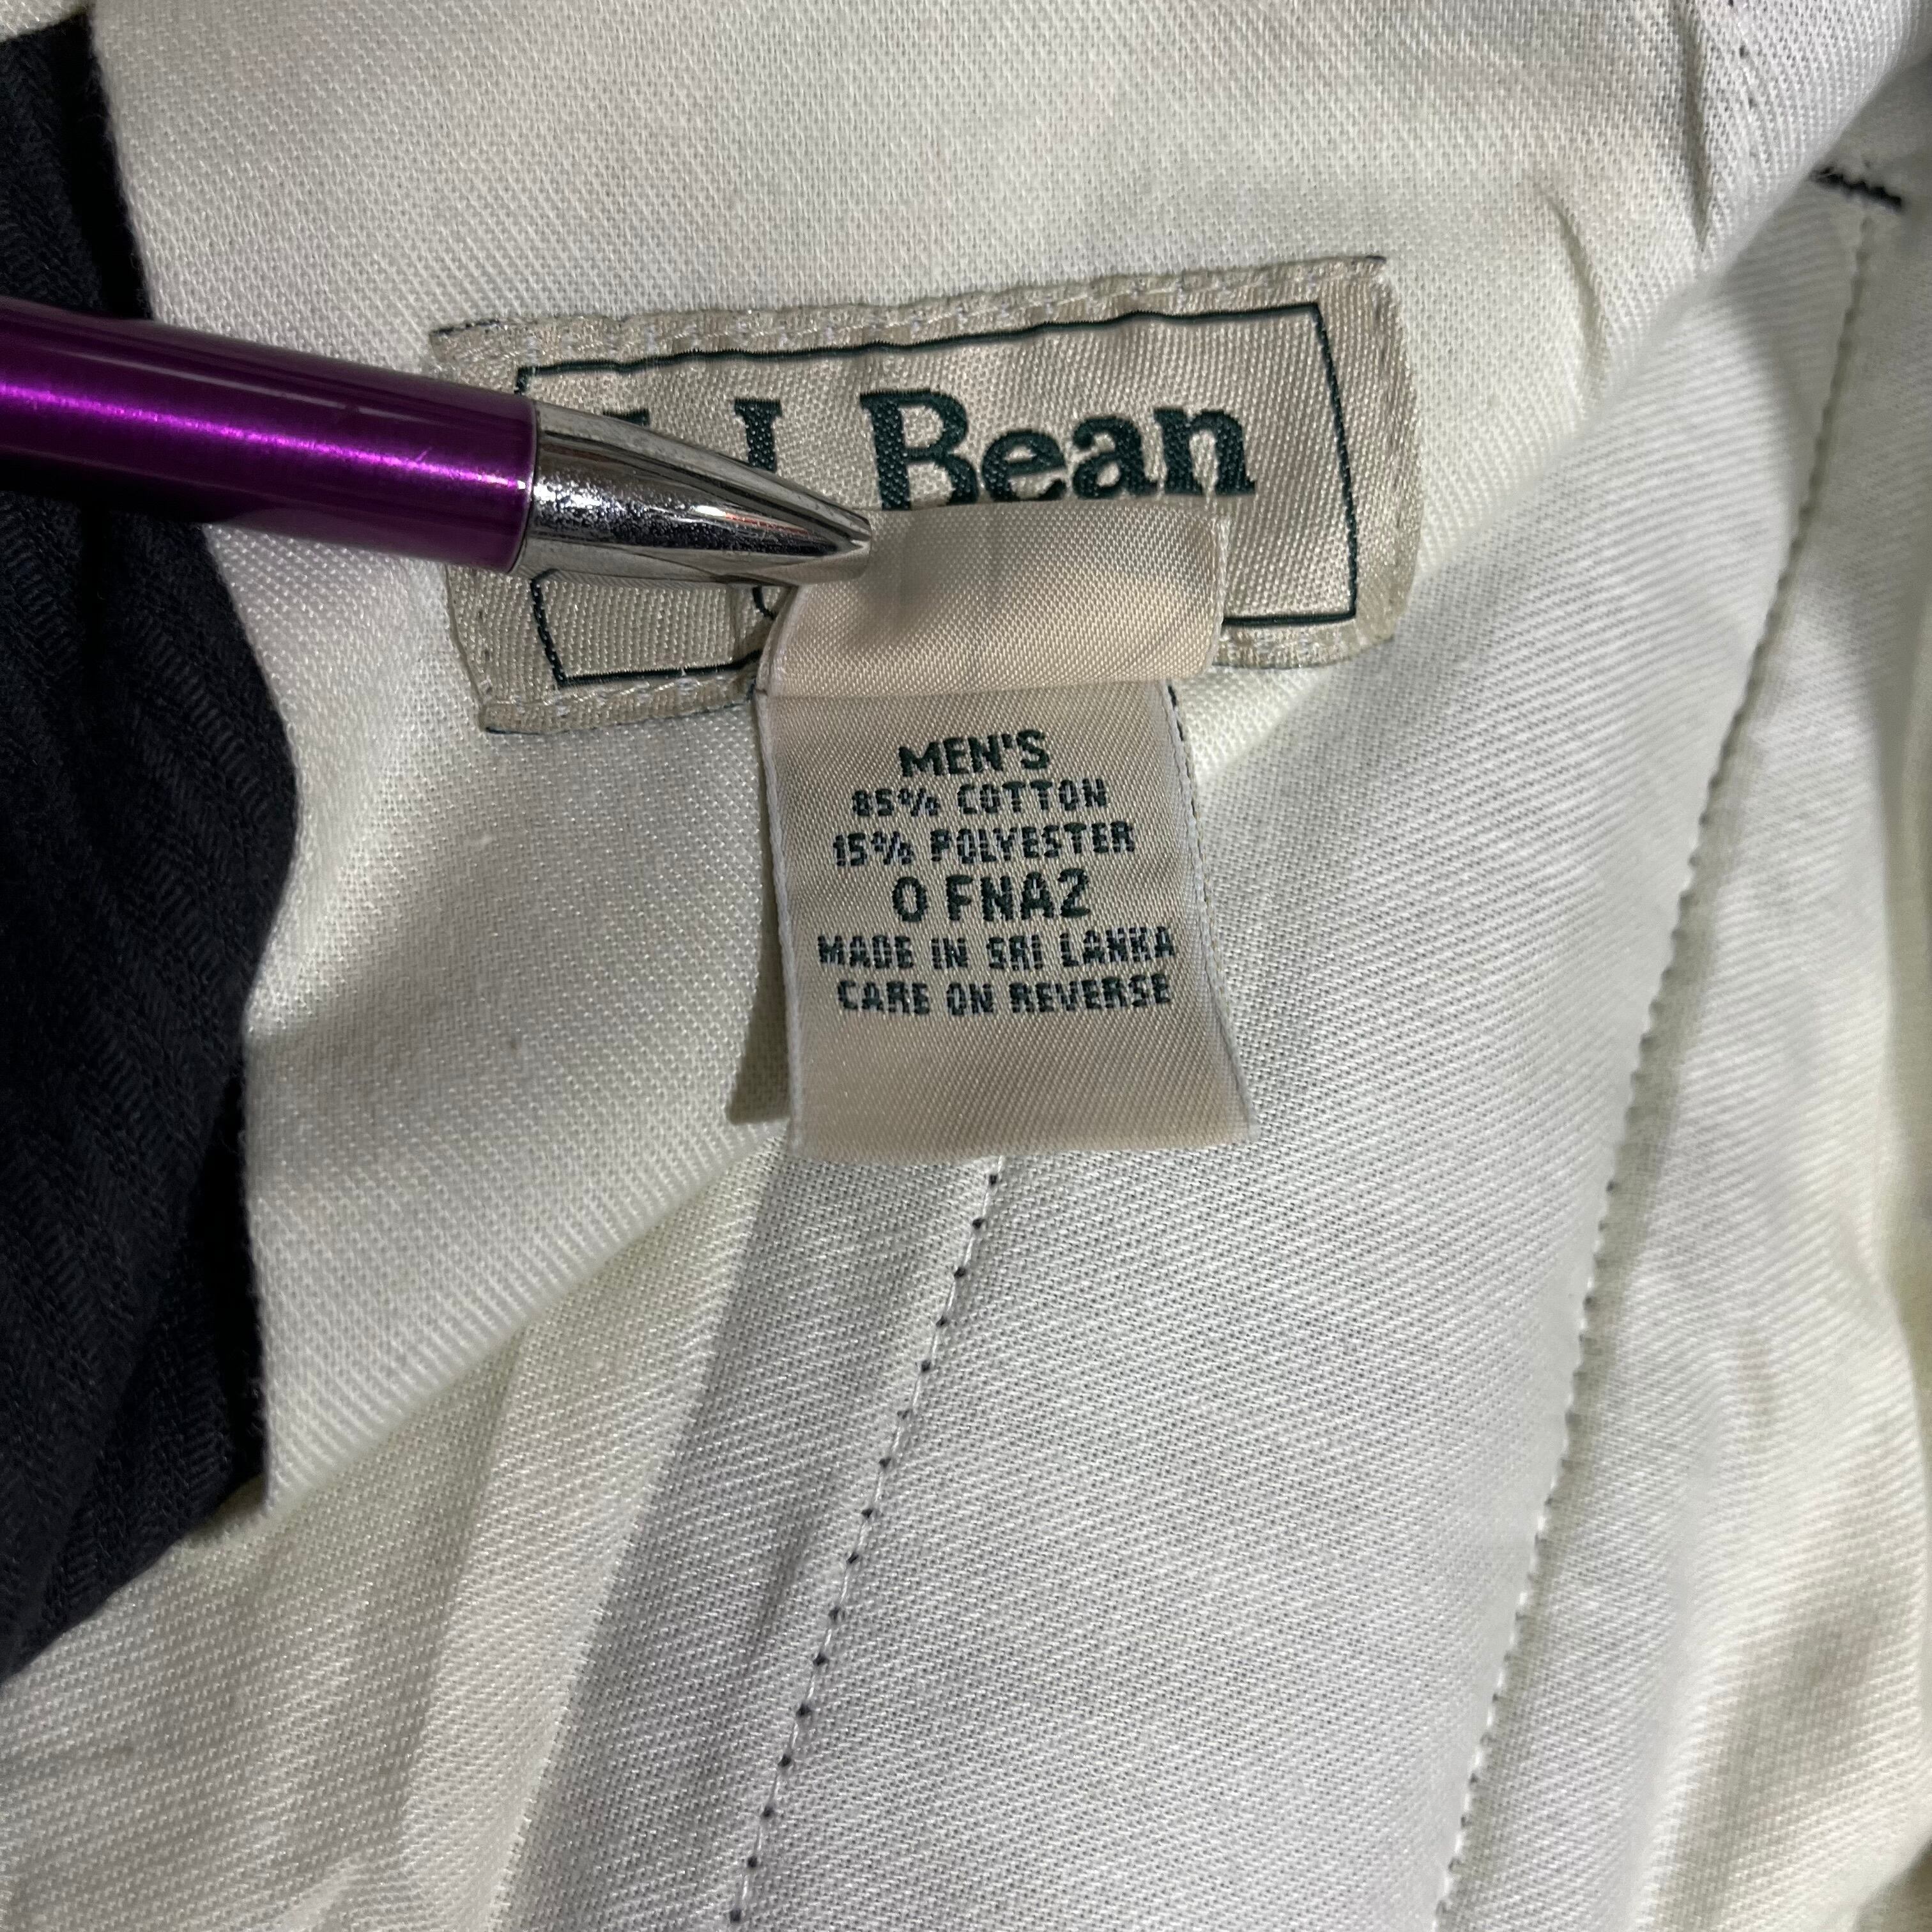 Bean
MEN'S
85% COTTON
15% POLYESTER
0 FNA2
MADE IN SRI LANKA
CARE ON REVERSE